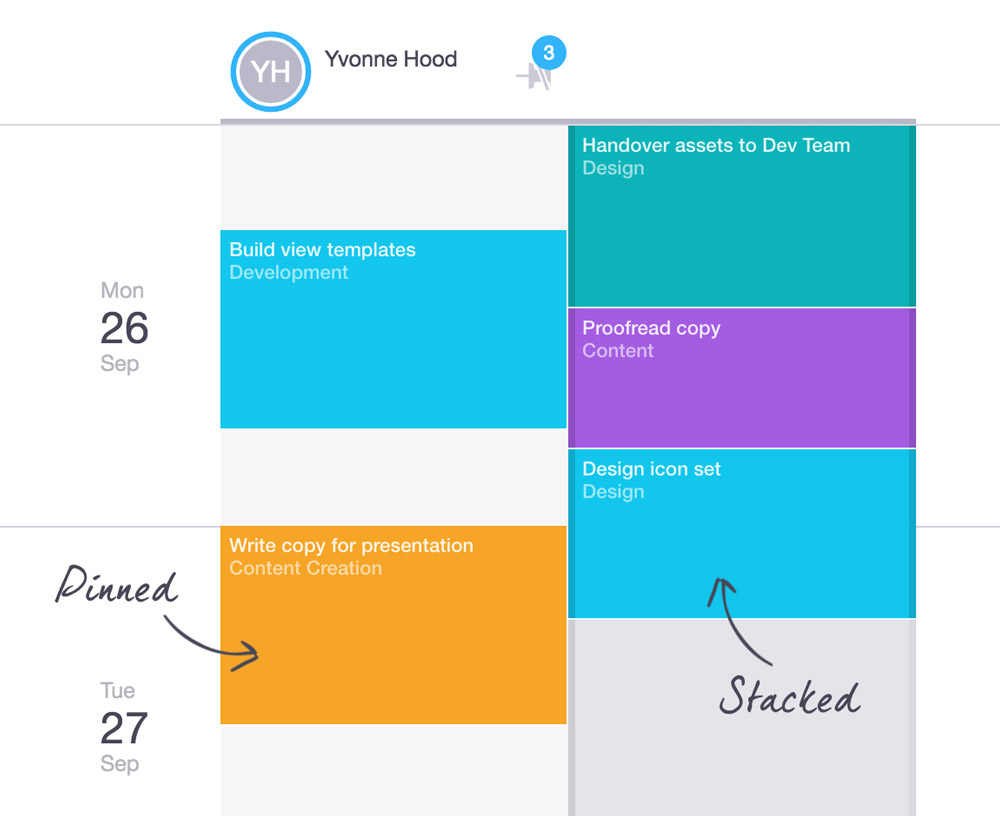 YH
Yvonne Hood
3
Handover assets to Dev Team
Design
Build view templates
Development
Mon
26
Sep
Proofread copy
Content
Design icon set
Design
Write copy for presentation
Content Creation
Pinned
Tue
27
Sep
Stacked